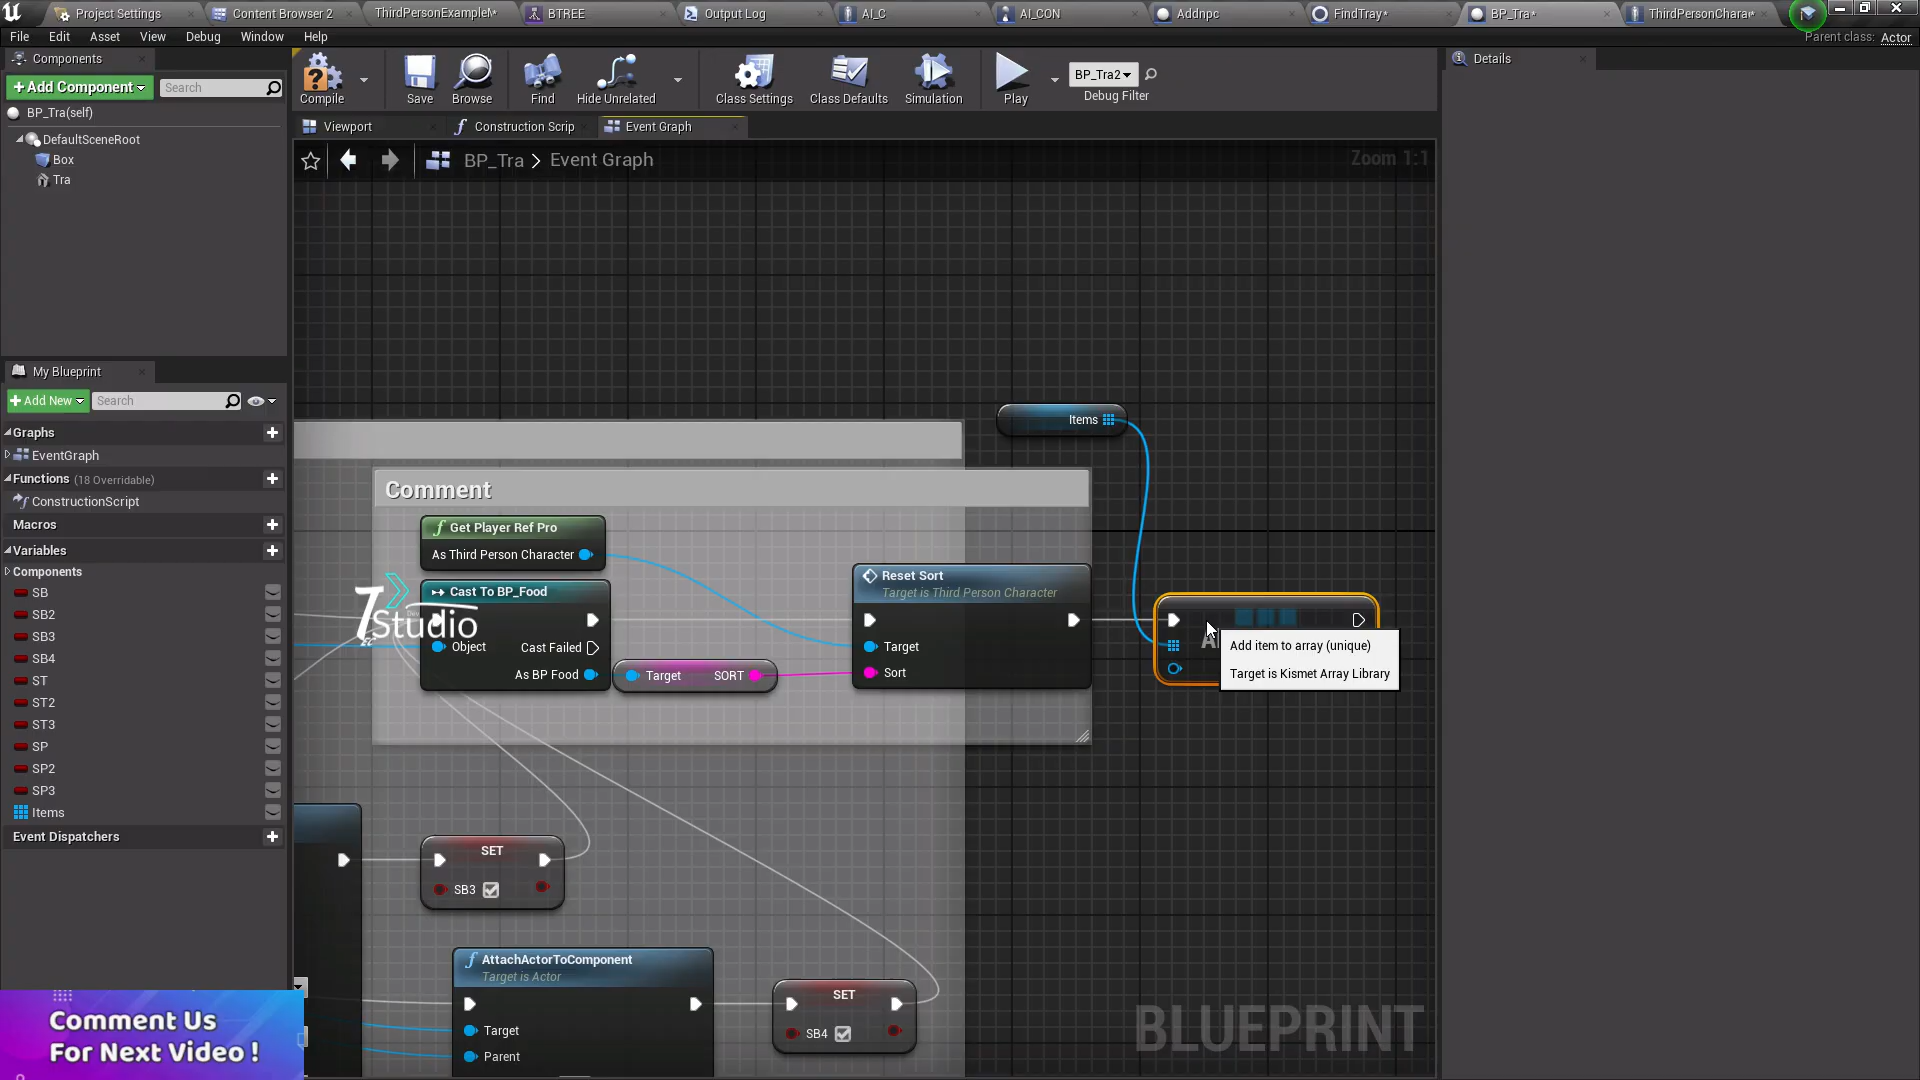 Project Settings
Content Browser 2
ThirdPersonExampleM*
BTREE
Output Log
AI_C
AI_CON
Addnpc
FindTray*
BP_Tra*
ThirdPersonChara*
File
Edit
Asset
View
Debug
Window
Help
Parent class: Actor
Components
+Add Component
Search
BP_Tra(self)
DefaultSceneRoot
Box
Tra
Compile
Save
Browse
Find
Hide Unrelated
Class Settings
Class Defaults
Simulation
Play
BP_Tra2
Debug Filter
Details
Viewport
Construction Scrip
Event Graph
BP_Tra > Event Graph
Zoom 1:1
My Blueprint
+Add New
Search
Graphs
EventGraph
Functions (18 Overridable)
ConstructionScript
Macros
Variables
Components
SB
SB2
SB3
SB4
ST
ST2
ST3
SP
SP2
SP3
Items
Event Dispatchers
Items
Comment
Get Player Ref Pro
As Third Person Character
Cast To BP_Food
Object
Cast Failed
As BP Food
Target
SORT
Reset Sort
Target is Third Person Character
Target
Sort
Add item to array (unique)
Target is Kismet Array Library
7
Dev
Studio
SET
SB3
AttachActorToComponent
Target is Actor
Target
Parent
SET
SB4
BLUEPRINT
Comment Us
For Next Video !